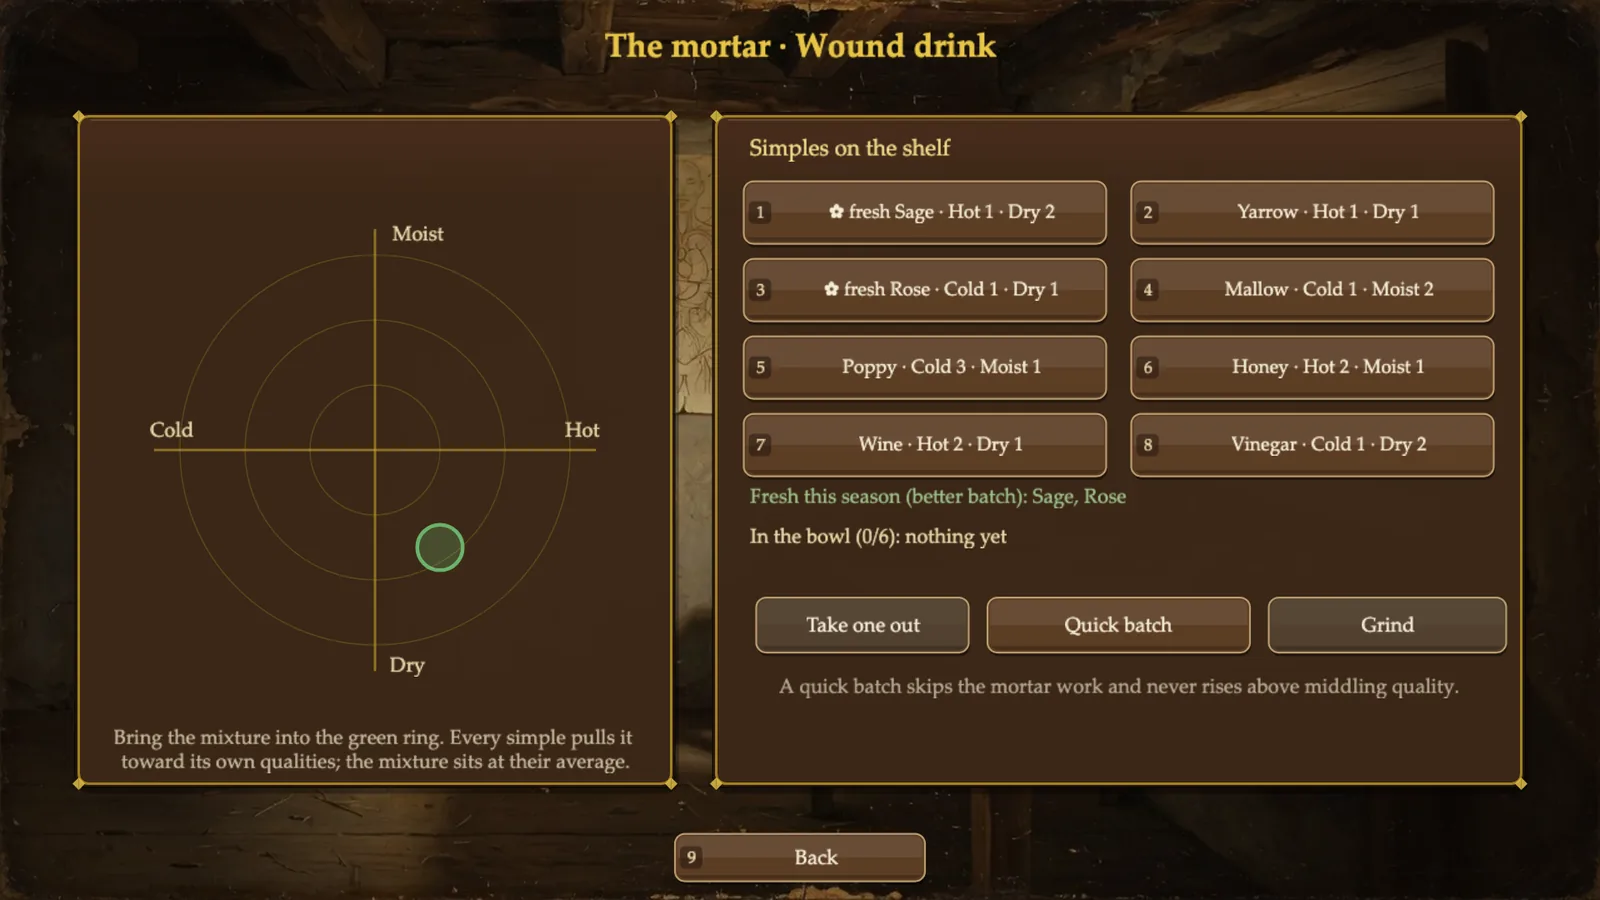 The mortar · Wound drink
Moist
Cold
Hot
Dry
Bring the mixture into the green ring. Every simple pulls it
toward its own qualities; the mixture sits at their average.
Simples on the shelf
1 ✿ fresh Sage · Hot 1 · Dry 2
2 Yarrow · Hot 1 · Dry 1
3 ✿ fresh Rose · Cold 1 · Dry 1
4 Mallow · Cold 1 · Moist 2
5 Poppy · Cold 3 · Moist 1
6 Honey · Hot 2 · Moist 1
7 Wine · Hot 2 · Dry 1
8 Vinegar · Cold 1 · Dry 2
Fresh this season (better batch): Sage, Rose
In the bowl (0/6): nothing yet
Take one out
Quick batch
Grind
A quick batch skips the mortar work and never rises above middling quality.
9 Back